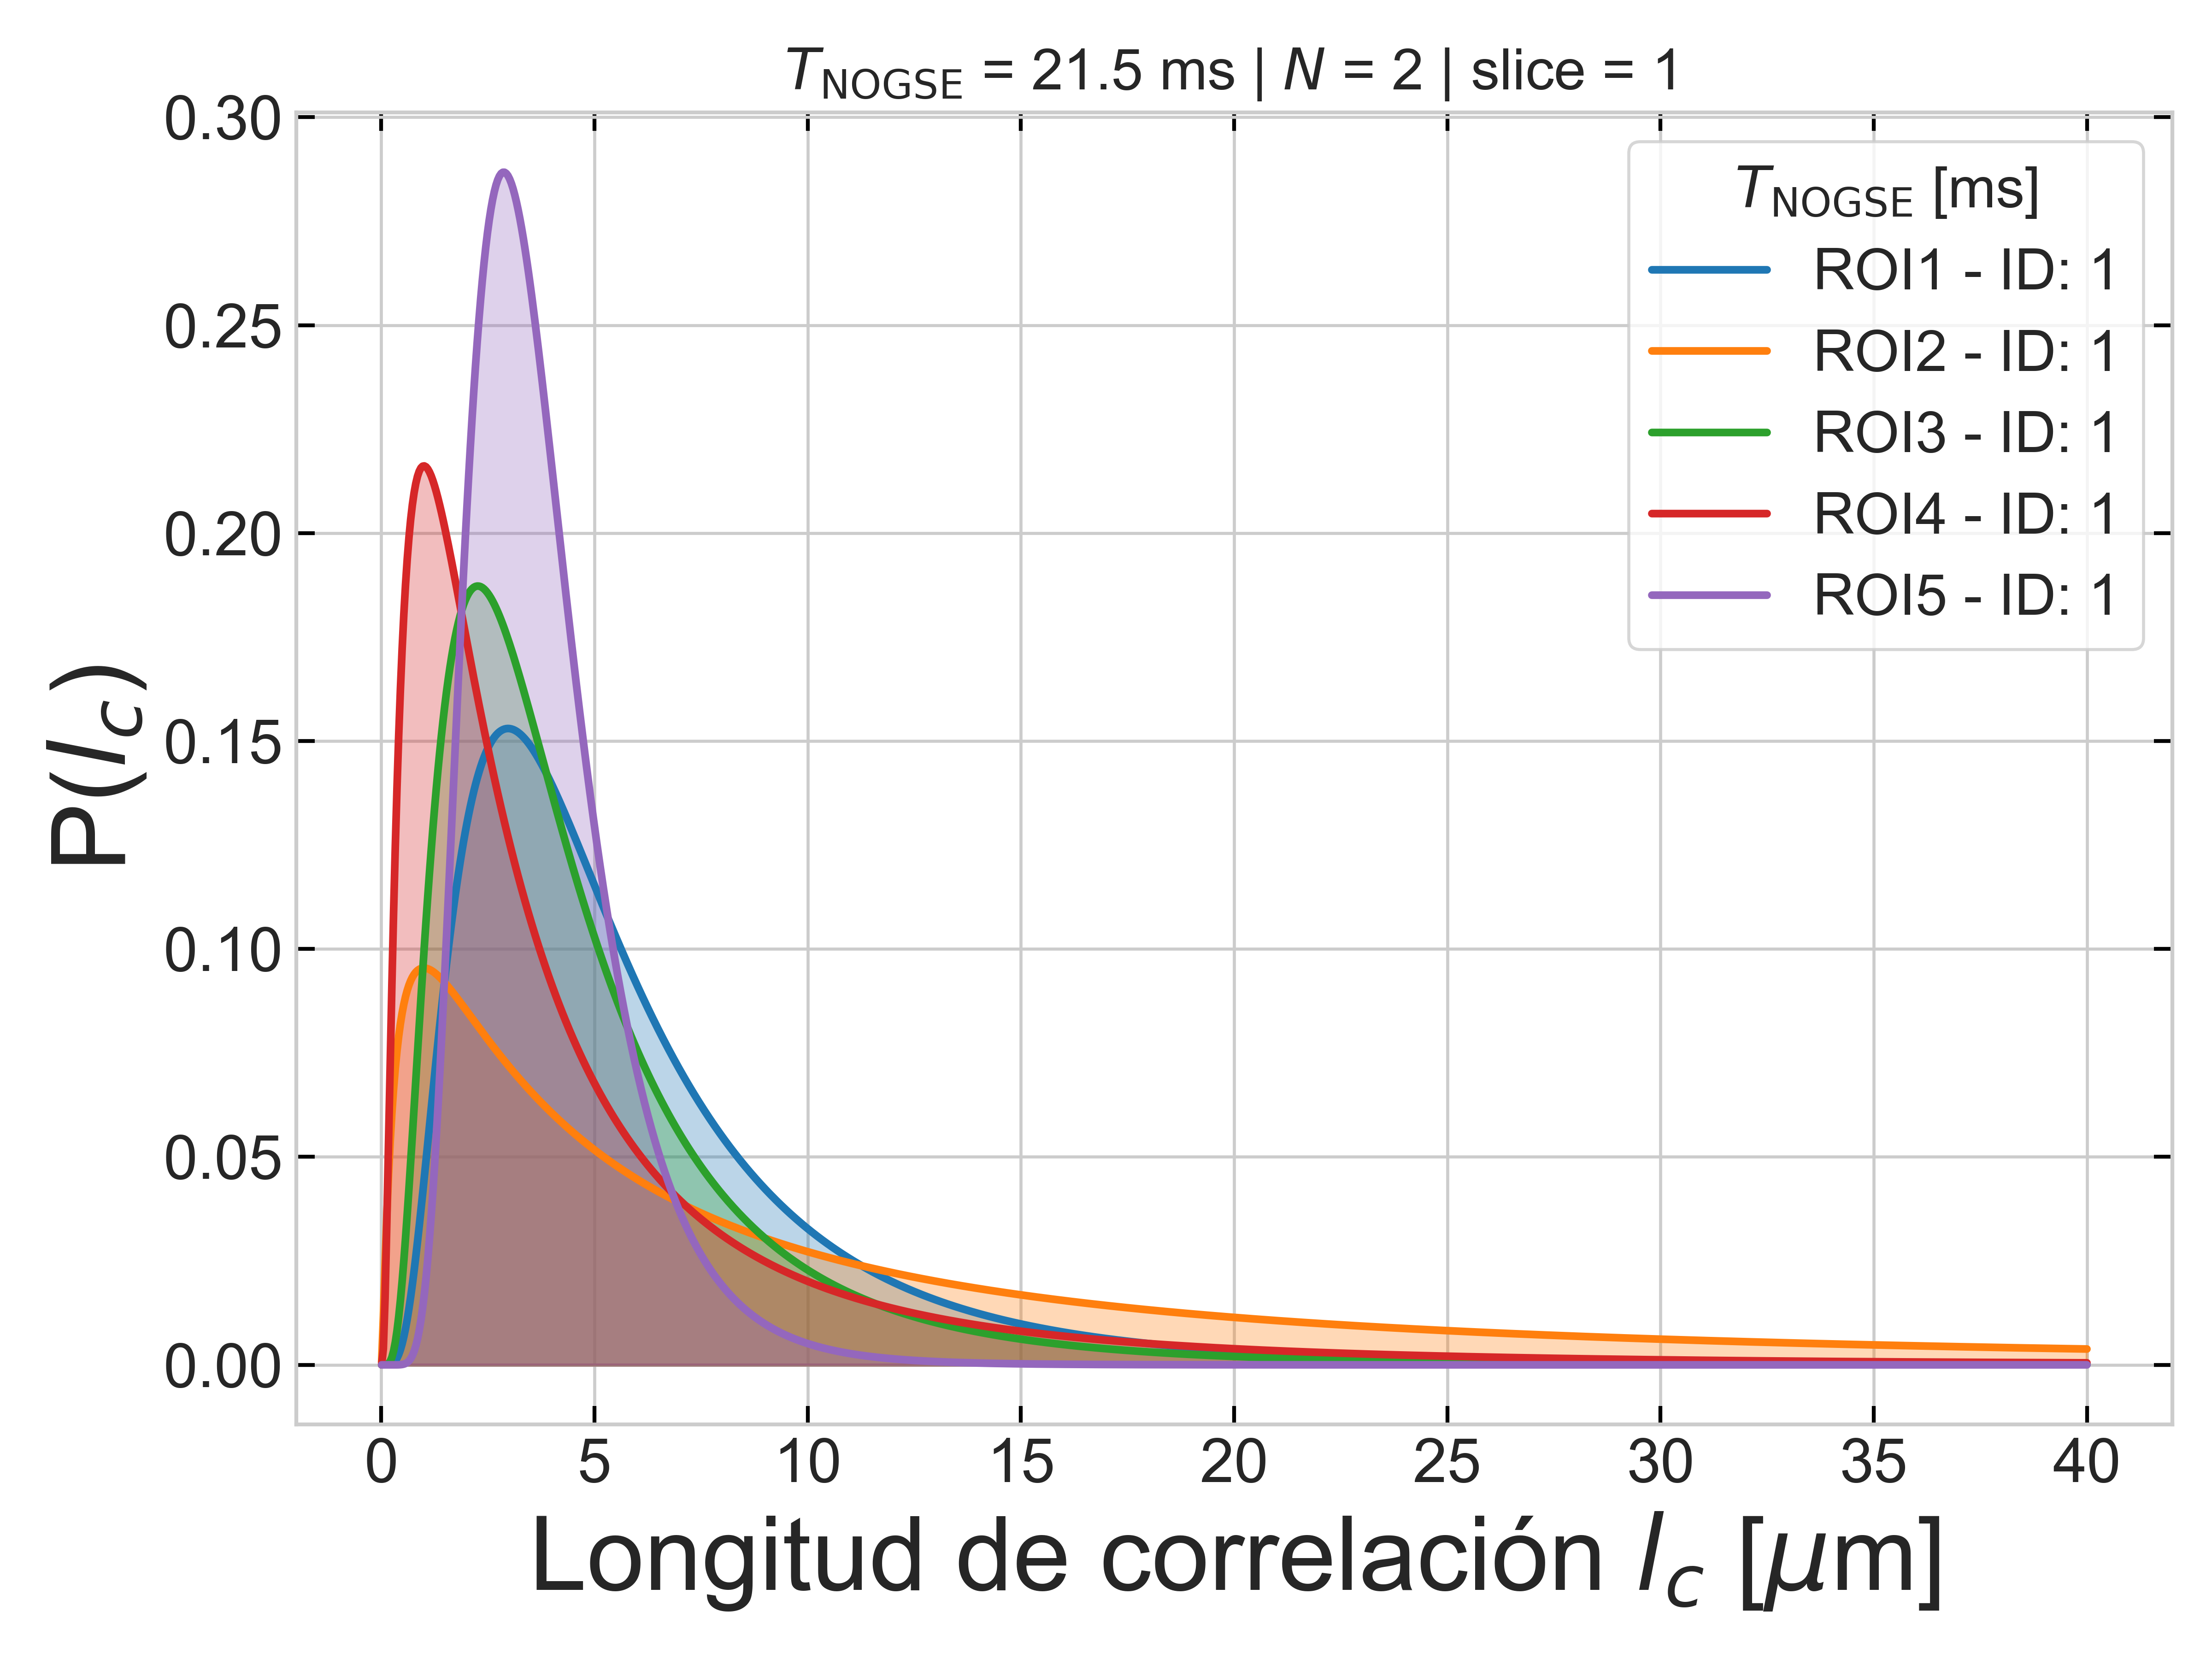 T_NOGSE = 21.5 ms | N = 2 | slice = 1
0.30
0.25
0.20
0.15
0.10
0.05
0.00
P(l_c)
T_NOGSE [ms]
ROI1 - ID: 1
ROI2 - ID: 1
ROI3 - ID: 1
ROI4 - ID: 1
ROI5 - ID: 1
0 5 10 15 20 25 30 35 40
Longitud de correlación l_c [μm]